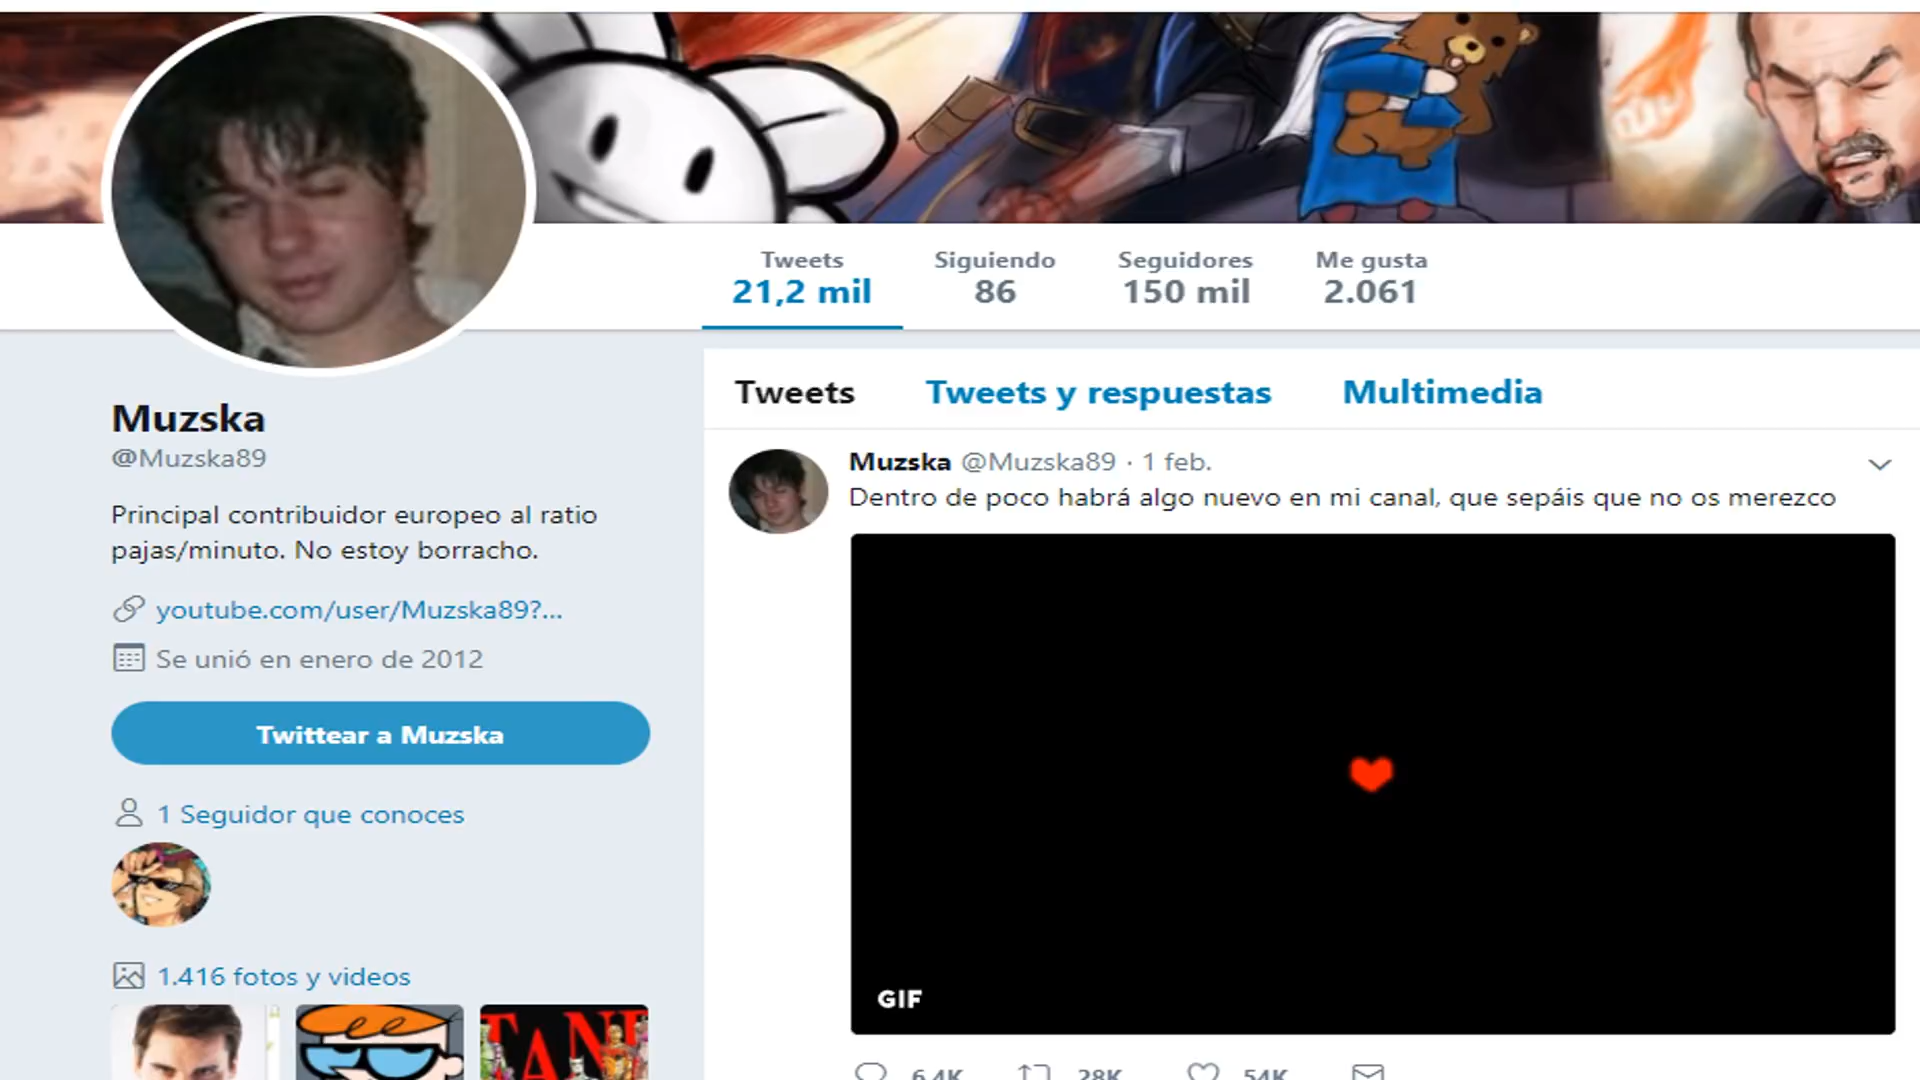 Tweets
21,2 mil
Siguiendo
86
Seguidores
150 mil
Me gusta
2.061
Muzska
@Muzska89
Principal contribuidor europeo al ratio
pajas/minuto. No estoy borracho.
youtube.com/user/Muzska89?...
Se unió en enero de 2012
Twittear a Muzska
1 Seguidor que conoces
1.416 fotos y videos
Tweets
Tweets y respuestas
Multimedia
Muzska @Muzska89 · 1 feb.
Dentro de poco habrá algo nuevo en mi canal, que sepáis que no os merezco
GIF
6,4K
28K
54K